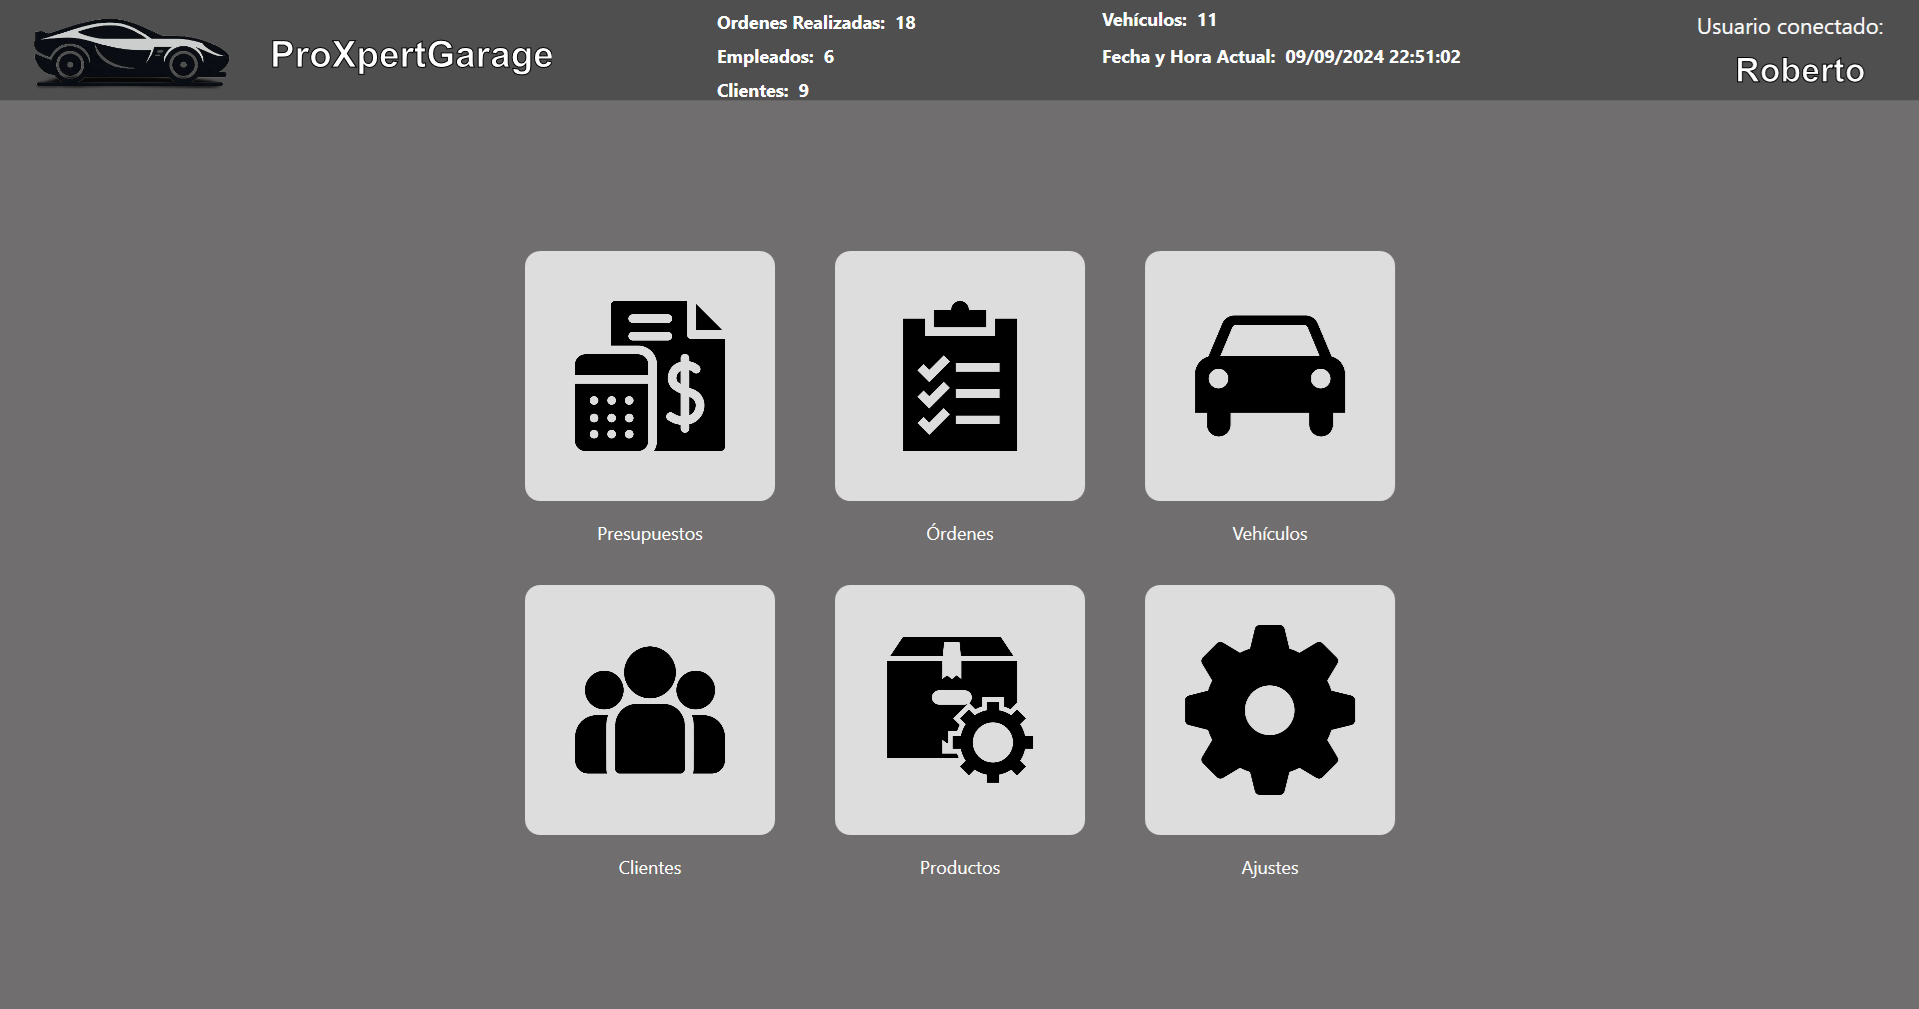 ProXpertGarage
Ordenes Realizadas: 18
Empleados: 6
Clientes: 9
Vehículos: 11
Fecha y Hora Actual: 09/09/2024 22:51:02
Usuario conectado:
Roberto
Presupuestos
Órdenes
Vehículos
Clientes
Productos
Ajustes